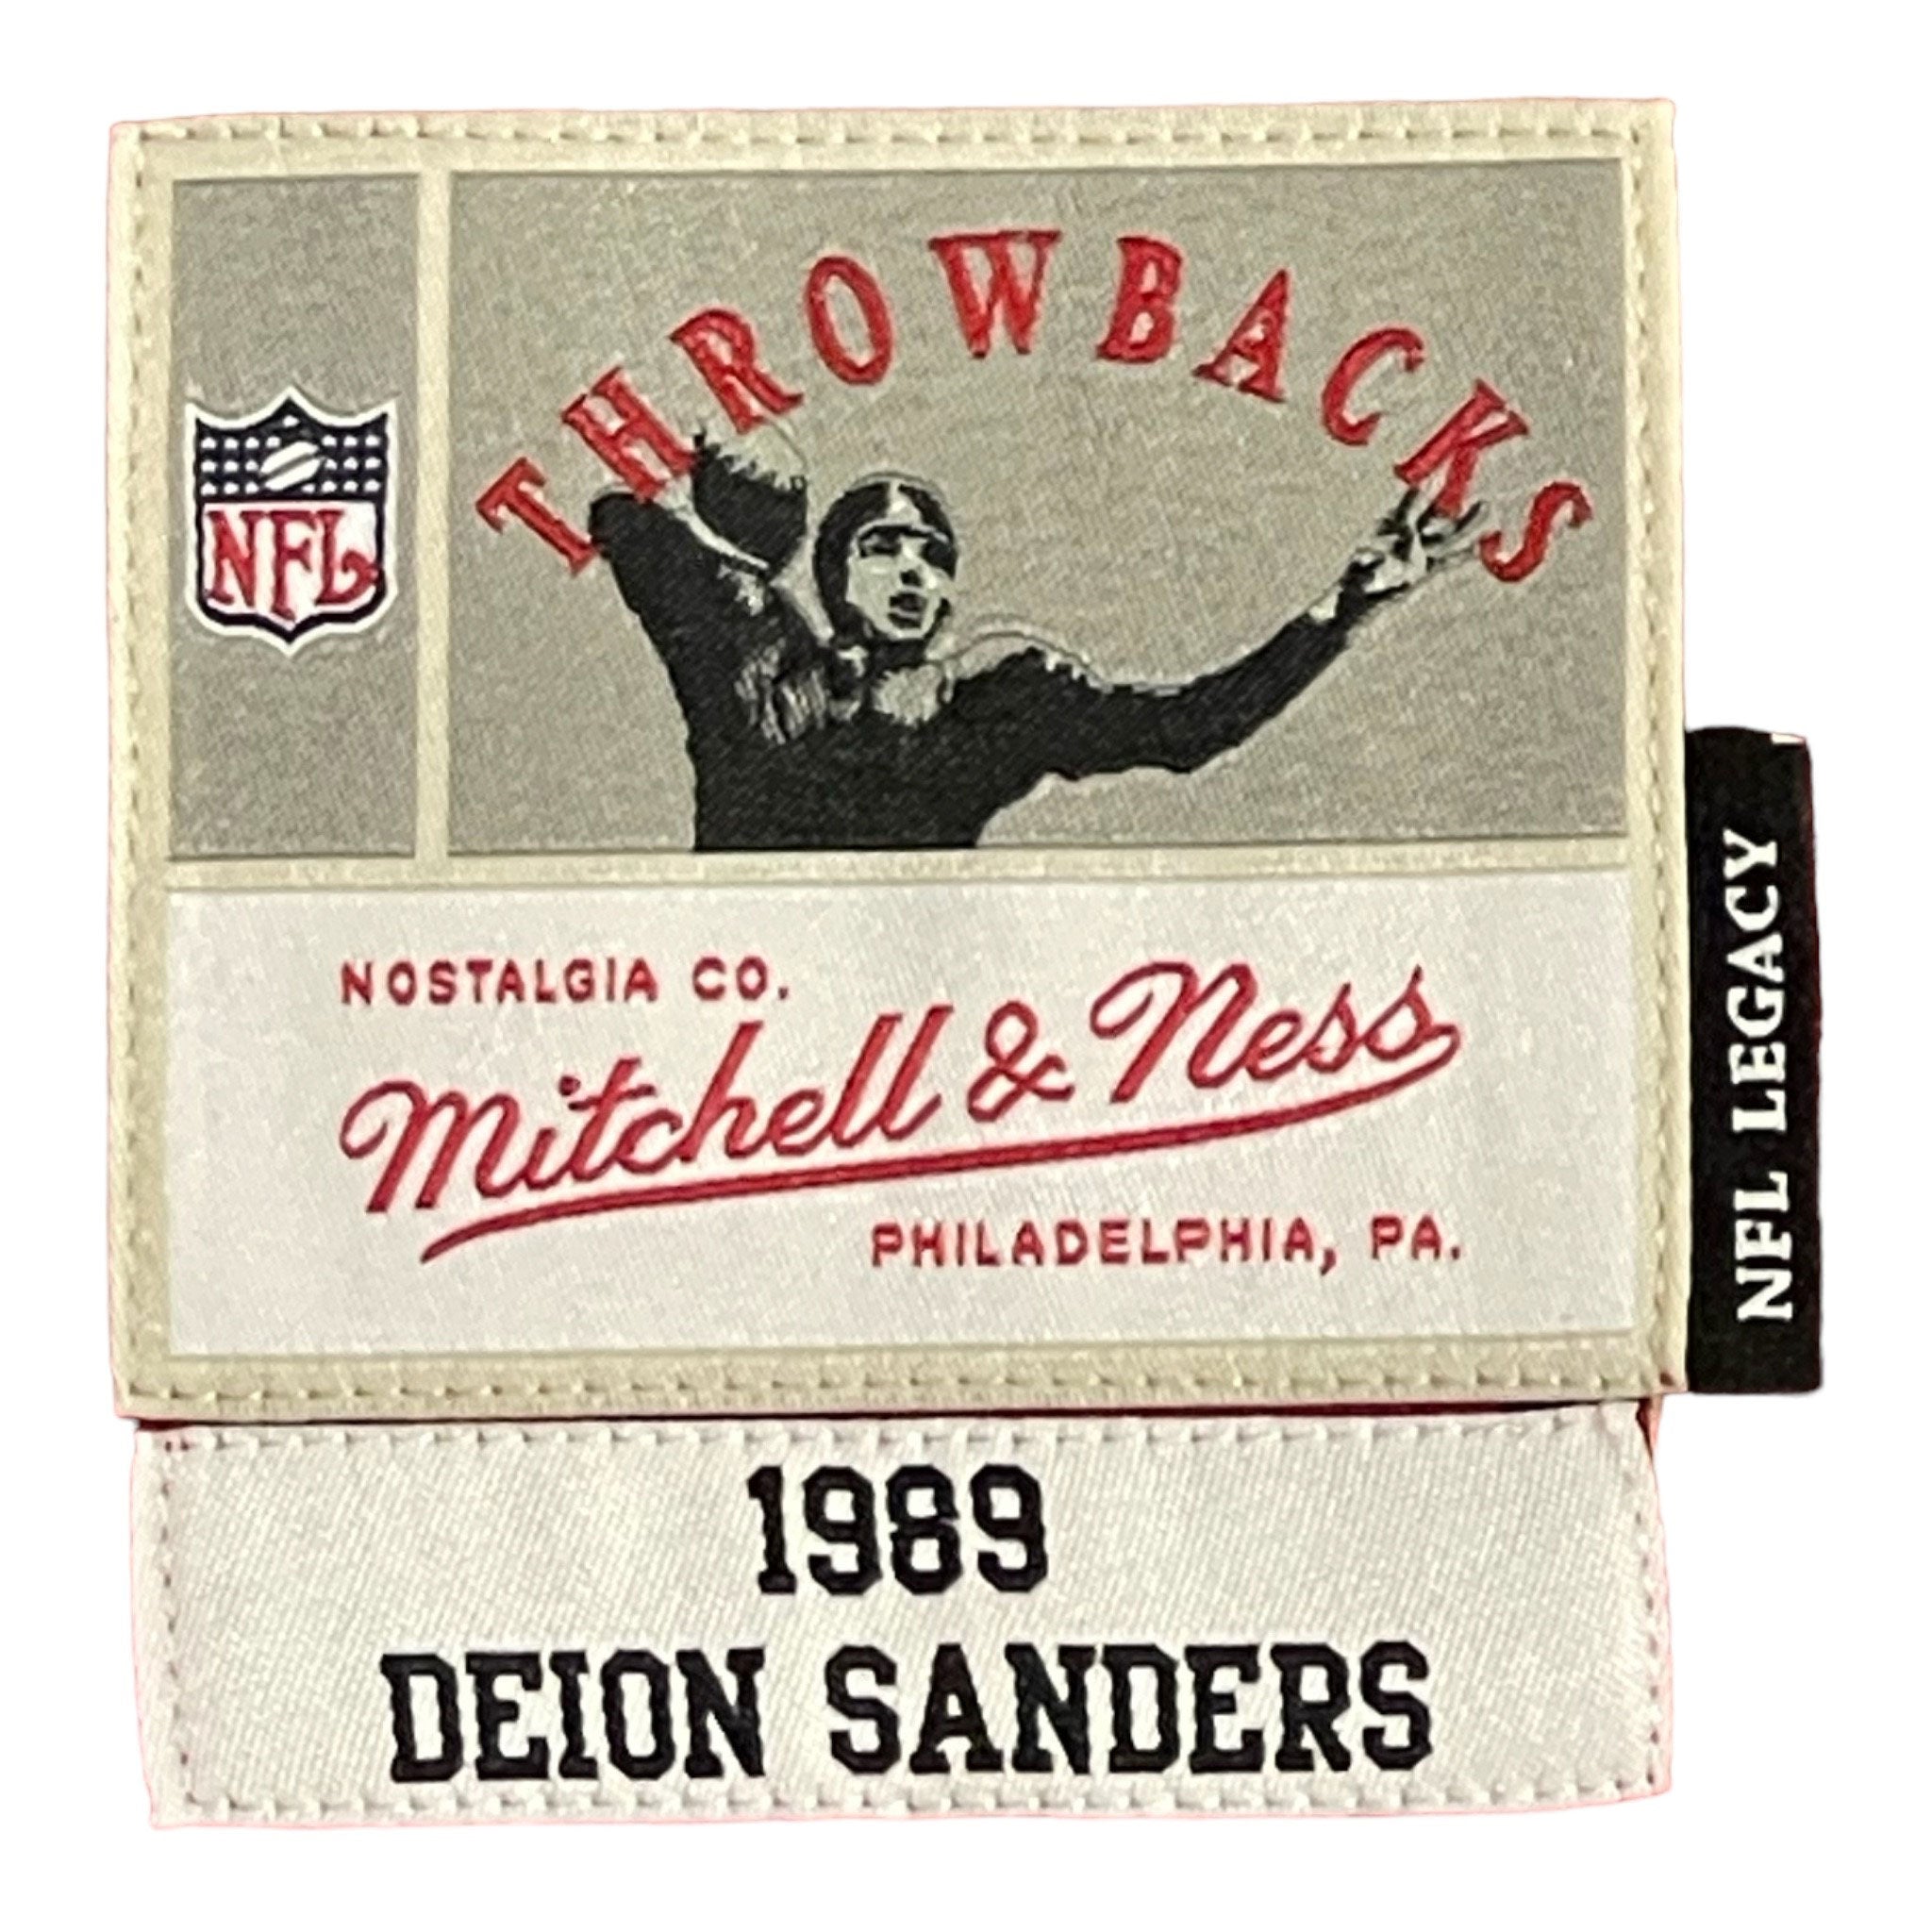 THROWBACKS
NFL
NOSTALGIA CO.
Mitchell & Ness
PHILADELPHIA, PA.
NFL LEGACY
1989
DEION SANDERS